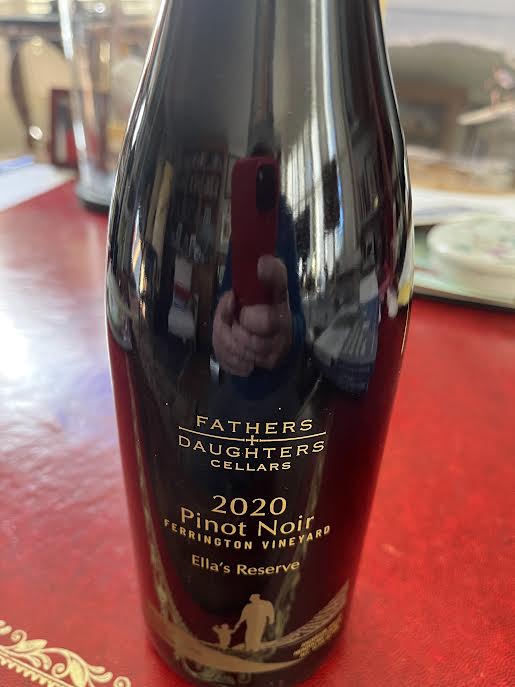 FATHERS
+
DAUGHTERS
CELLARS
2020
Pinot Noir
FERRINGTON VINEYARD
Ella's Reserve